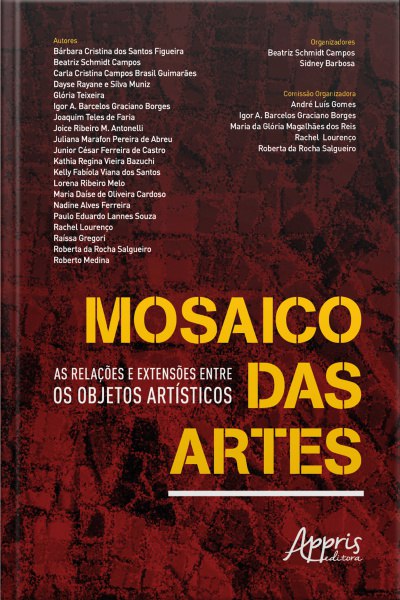 Autores
Bárbara Cristina dos Santos Figueira
Beatriz Schmidt Campos
Carla Cristina Campos Brasil Guimarães
Dayse Rayane e Silva Muniz
Glória Teixeira
Igor A. Barcelos Graciano Borges
Joaquim Teles de Faria
Joice Ribeiro M. Antonelli
Juliana Marafon Pereira de Abreu
Junior César Ferreira de Castro
Kathia Regina Vieira Bazuchi
Kelly Fabíola Viana dos Santos
Lorena Ribeiro Melo
Maria Daíse de Oliveira Cardoso
Nadine Alves Ferreira
Paulo Eduardo Lannes Souza
Rachel Lourenço
Raíssa Gregori
Roberta da Rocha Salgueiro
Roberto Medina
Organizadores
Beatriz Schmidt Campos
Sidney Barbosa
Comissão Organizadora
André Luís Gomes
Igor A. Barcelos Graciano Borges
Maria da Glória Magalhães dos Reis
Rachel Lourenço
Roberta da Rocha Salgueiro
MOSAICO
DAS
ARTES
AS RELAÇÕES E EXTENSÕES ENTRE
OS OBJETOS ARTÍSTICOS
Appris
editora